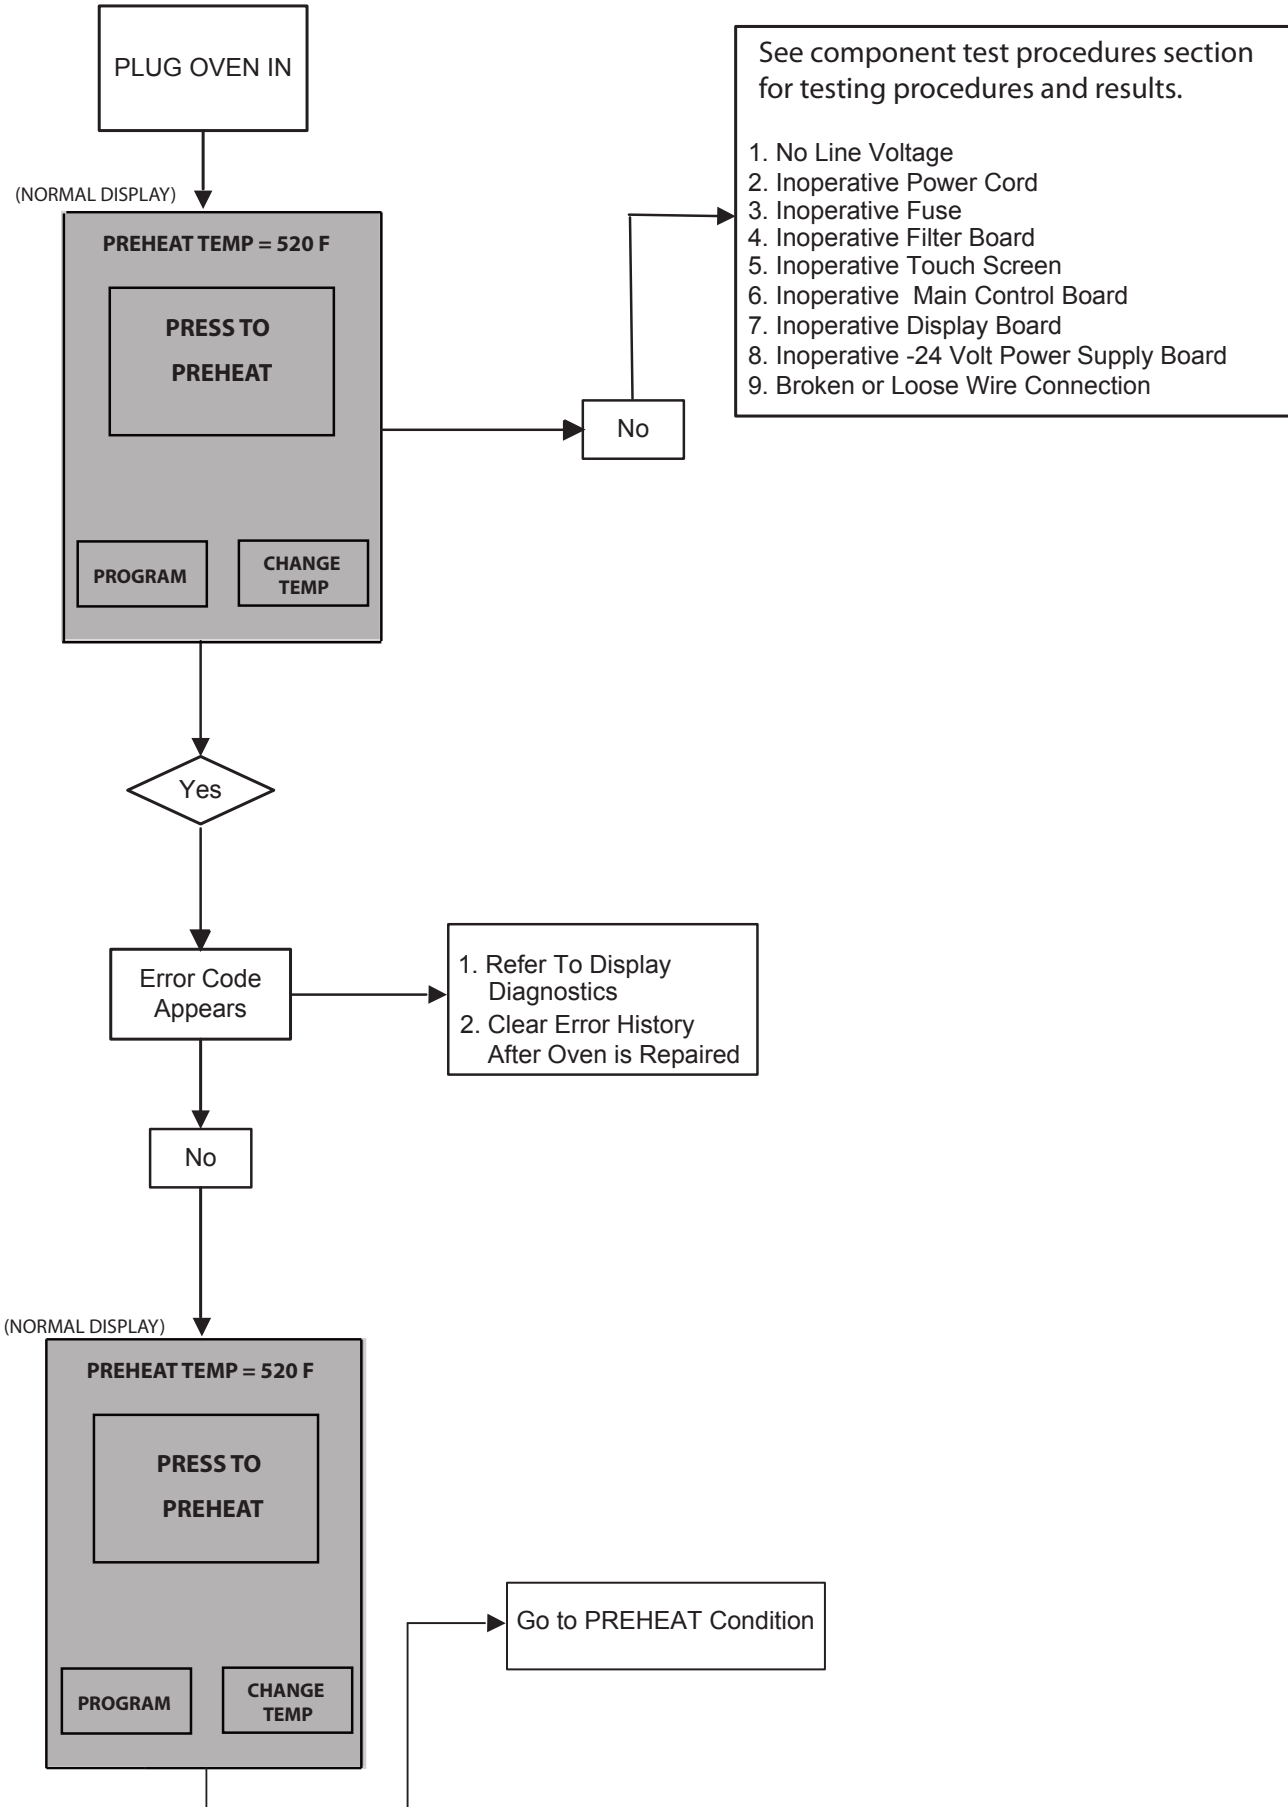 PLUG OVEN IN
See component test procedures section
for testing procedures and results.
1. No Line Voltage
2. Inoperative Power Cord
3. Inoperative Fuse
4. Inoperative Filter Board
5. Inoperative Touch Screen
6. Inoperative  Main Control Board
7. Inoperative Display Board
8. Inoperative -24 Volt Power Supply Board
9. Broken or Loose Wire Connection
(NORMAL DISPLAY)
PREHEAT TEMP = 520 F
PRESS TO
PREHEAT
No
PROGRAM
CHANGE
TEMP
Yes
Error Code
Appears
1. Refer To Display
Diagnostics
2. Clear Error History
After Oven is Repaired
No
(NORMAL DISPLAY)
PREHEAT TEMP = 520 F
PRESS TO
PREHEAT
Go to PREHEAT Condition
PROGRAM
CHANGE
TEMP